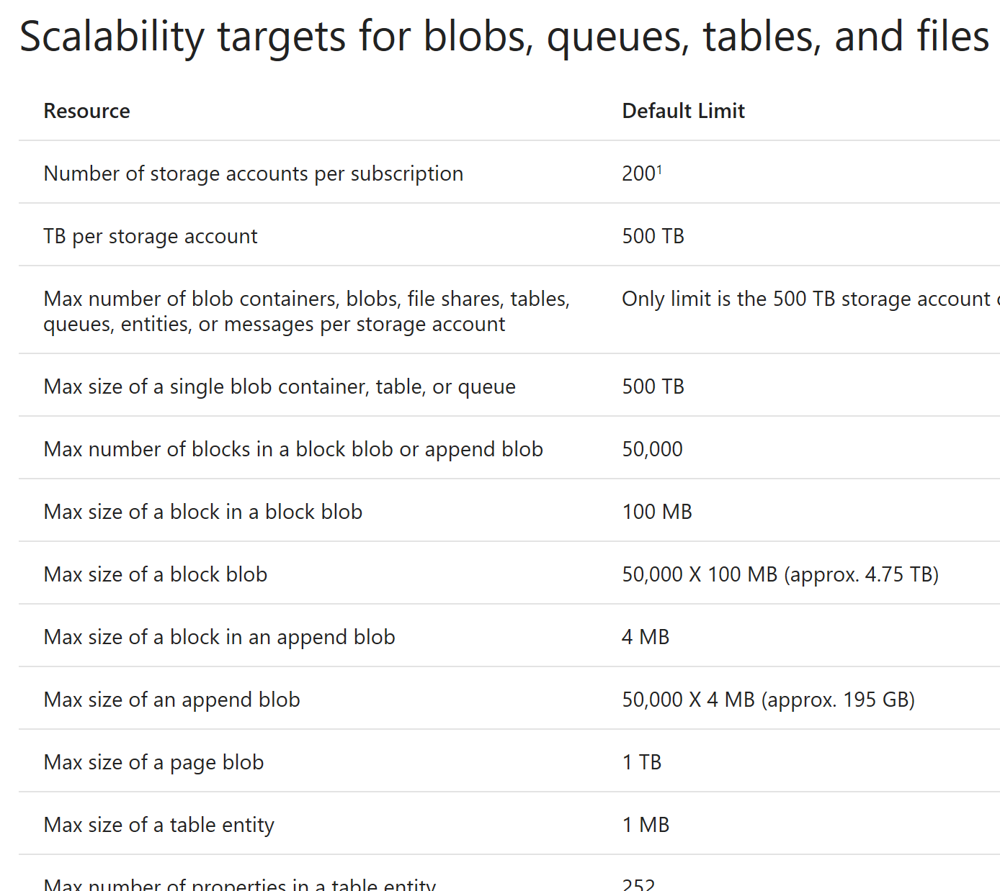 Scalability targets for blobs, queues, tables, and files
Resource Default Limit
Number of storage accounts per subscription 200¹
TB per storage account 500 TB
Max number of blob containers, blobs, file shares, tables, Only limit is the 500 TB storage account
queues, entities, or messages per storage account
Max size of a single blob container, table, or queue 500 TB
Max number of blocks in a block blob or append blob 50,000
Max size of a block in a block blob 100 MB
Max size of a block blob 50,000 X 100 MB (approx. 4.75 TB)
Max size of a block in an append blob 4 MB
Max size of an append blob 50,000 X 4 MB (approx. 195 GB)
Max size of a page blob 1 TB
Max size of a table entity 1 MB
Max number of properties in a table entity 252